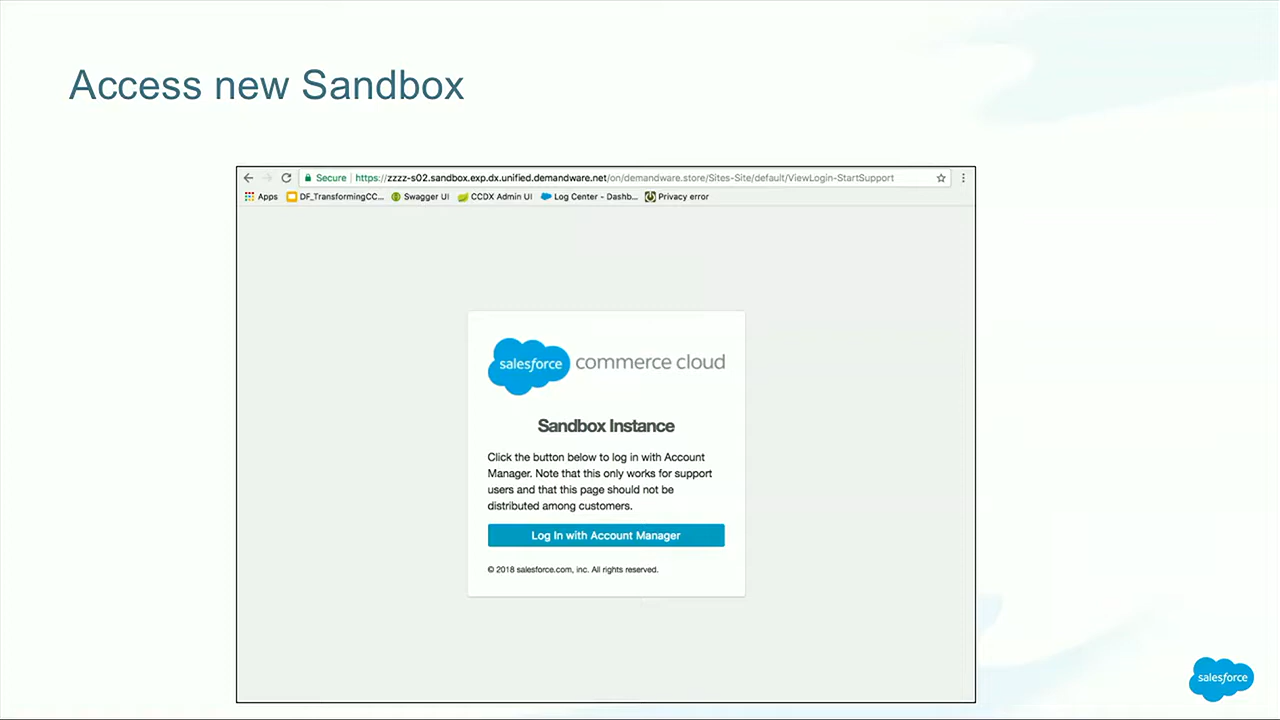 Access new Sandbox
Secure https://zzzz-s02.sandbox.exp.dx.unified.demandware.net/on/demandware.store/Sites-Site/default/ViewLogin-StartSupport
Apps DF_TransformingCC... Swagger UI CCDX Admin UI Log Center - Dashb... Privacy error
salesforce commerce cloud
Sandbox Instance
Click the button below to log in with Account
Manager. Note that this only works for support
users and that this page should not be
distributed among customers.
Log In with Account Manager
© 2018 salesforce.com, inc. All rights reserved.
salesforce